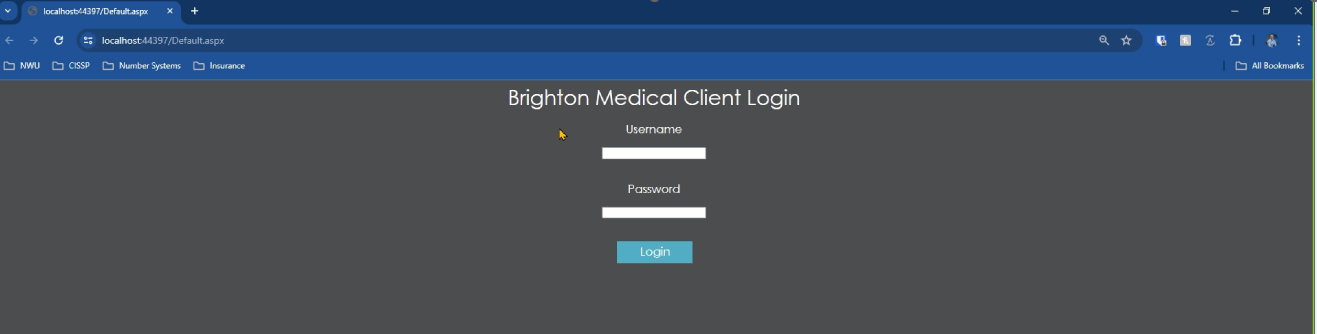 localhost:44397/Default.aspx
localhost:44397/Default.aspx
NWU CISSP Number Systems Insurance All Bookmarks
Brighton Medical Client Login
Username
Password
Login